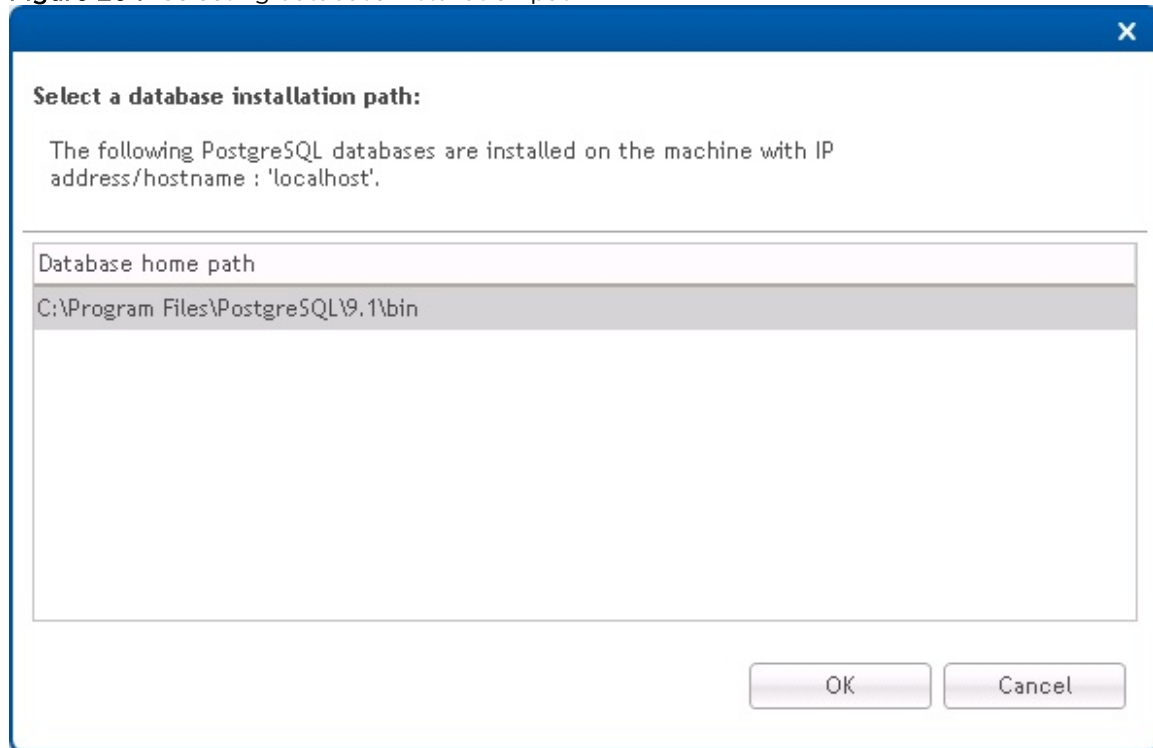 Select a database installation path:
The following PostgreSQL databases are installed on the machine with IP
address/hostname : 'localhost'.
Database home path
C:\Program Files\PostgreSQL\9.1\bin
OK
Cancel